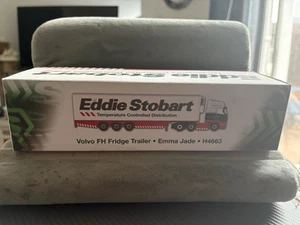 Eddie Stobart
Temperature Controlled Distribution
Volvo FH Fridge Trailer • Emma Jade • H4663